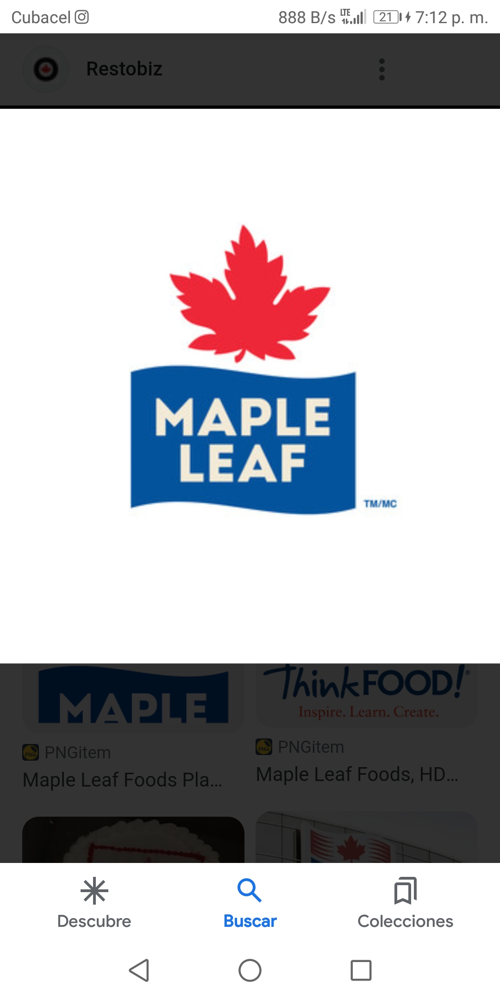 Cubacel 888 B/s LTE 21 7:12 p. m.
Restobiz
MAPLE
LEAF
TM/MC
MAPLE
ThinkFOOD!®
Inspire. Learn. Create.
PNGitem
Maple Leaf Foods Pla...
PNGitem
Maple Leaf Foods, HD...
Descubre
Buscar
Colecciones